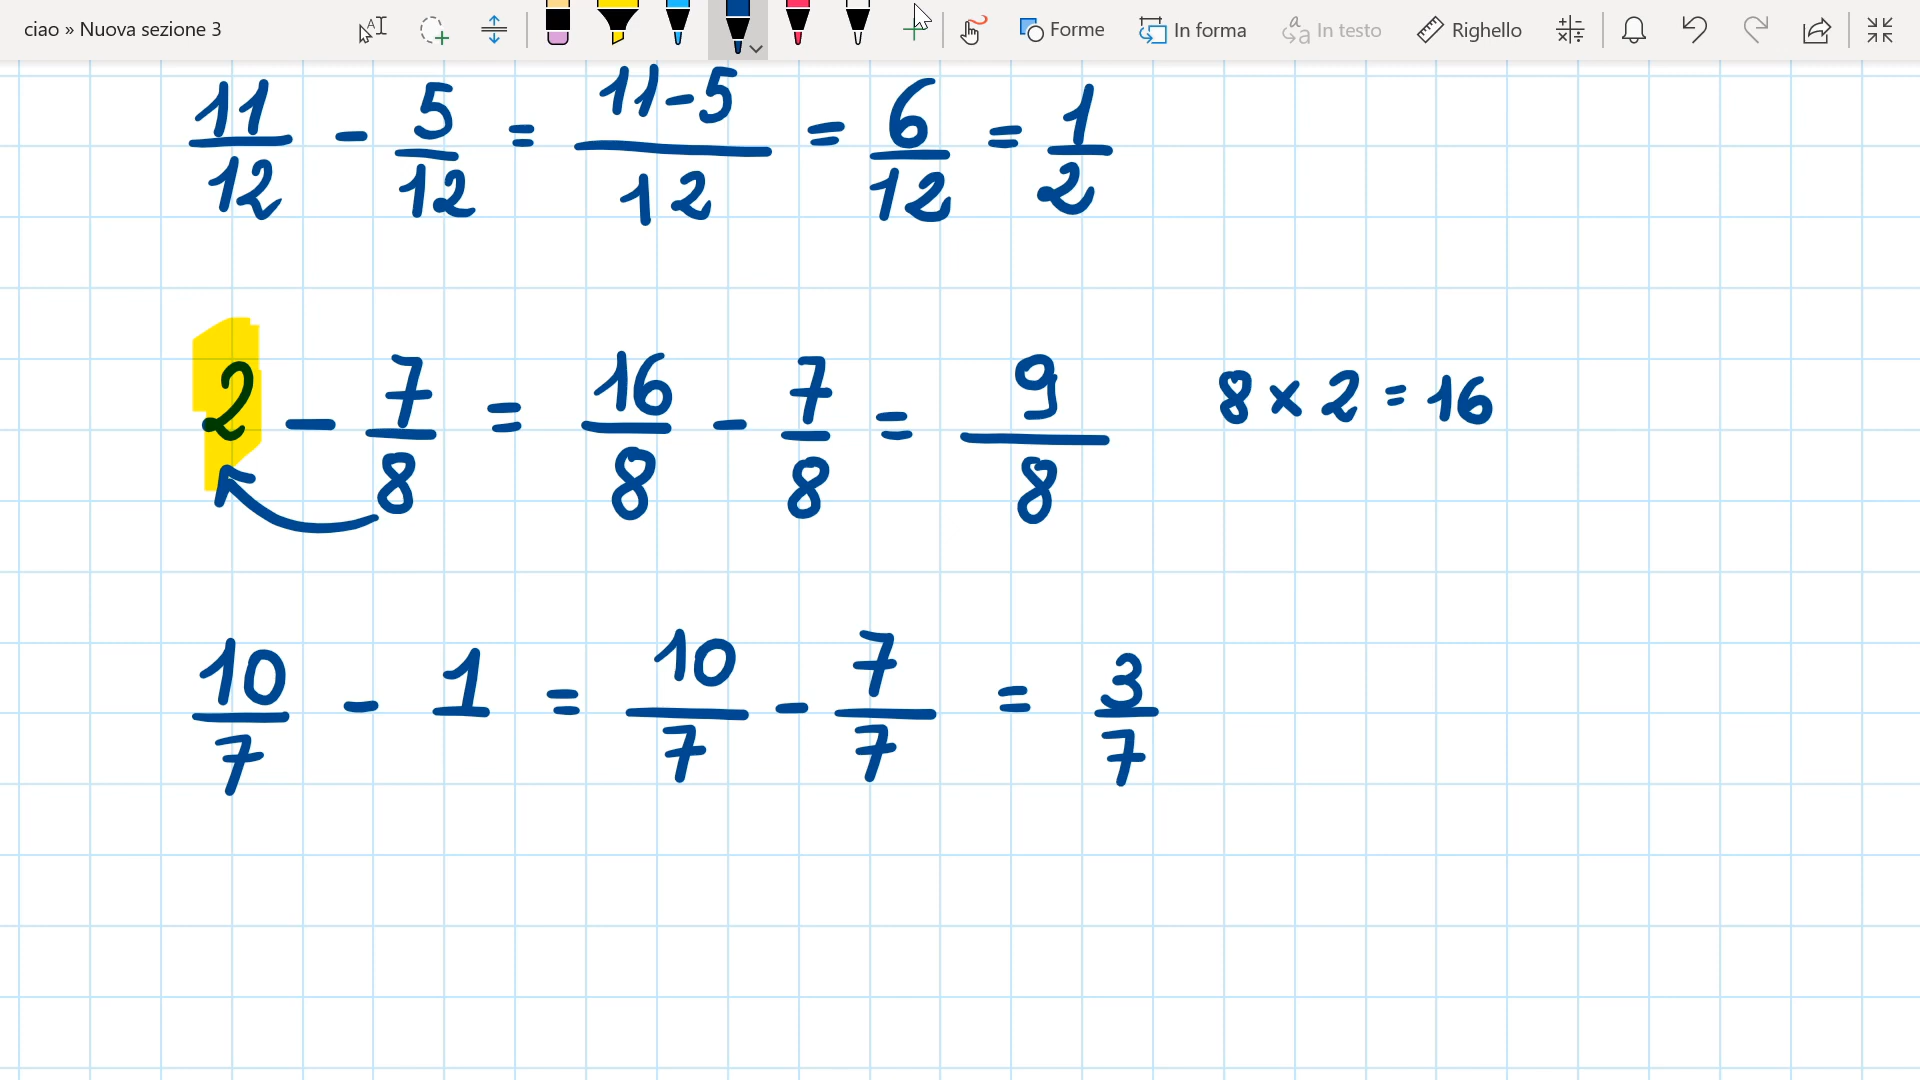 ciao » Nuova sezione 3 Forme In forma In testo Righello
11/12 - 5/12 = 11-5/12 = 6/12 = 1/2
2 - 7/8 = 16/8 - 7/8 = 9/8 8 × 2 = 16
10/7 - 1 = 10/7 - 7/7 = 3/7